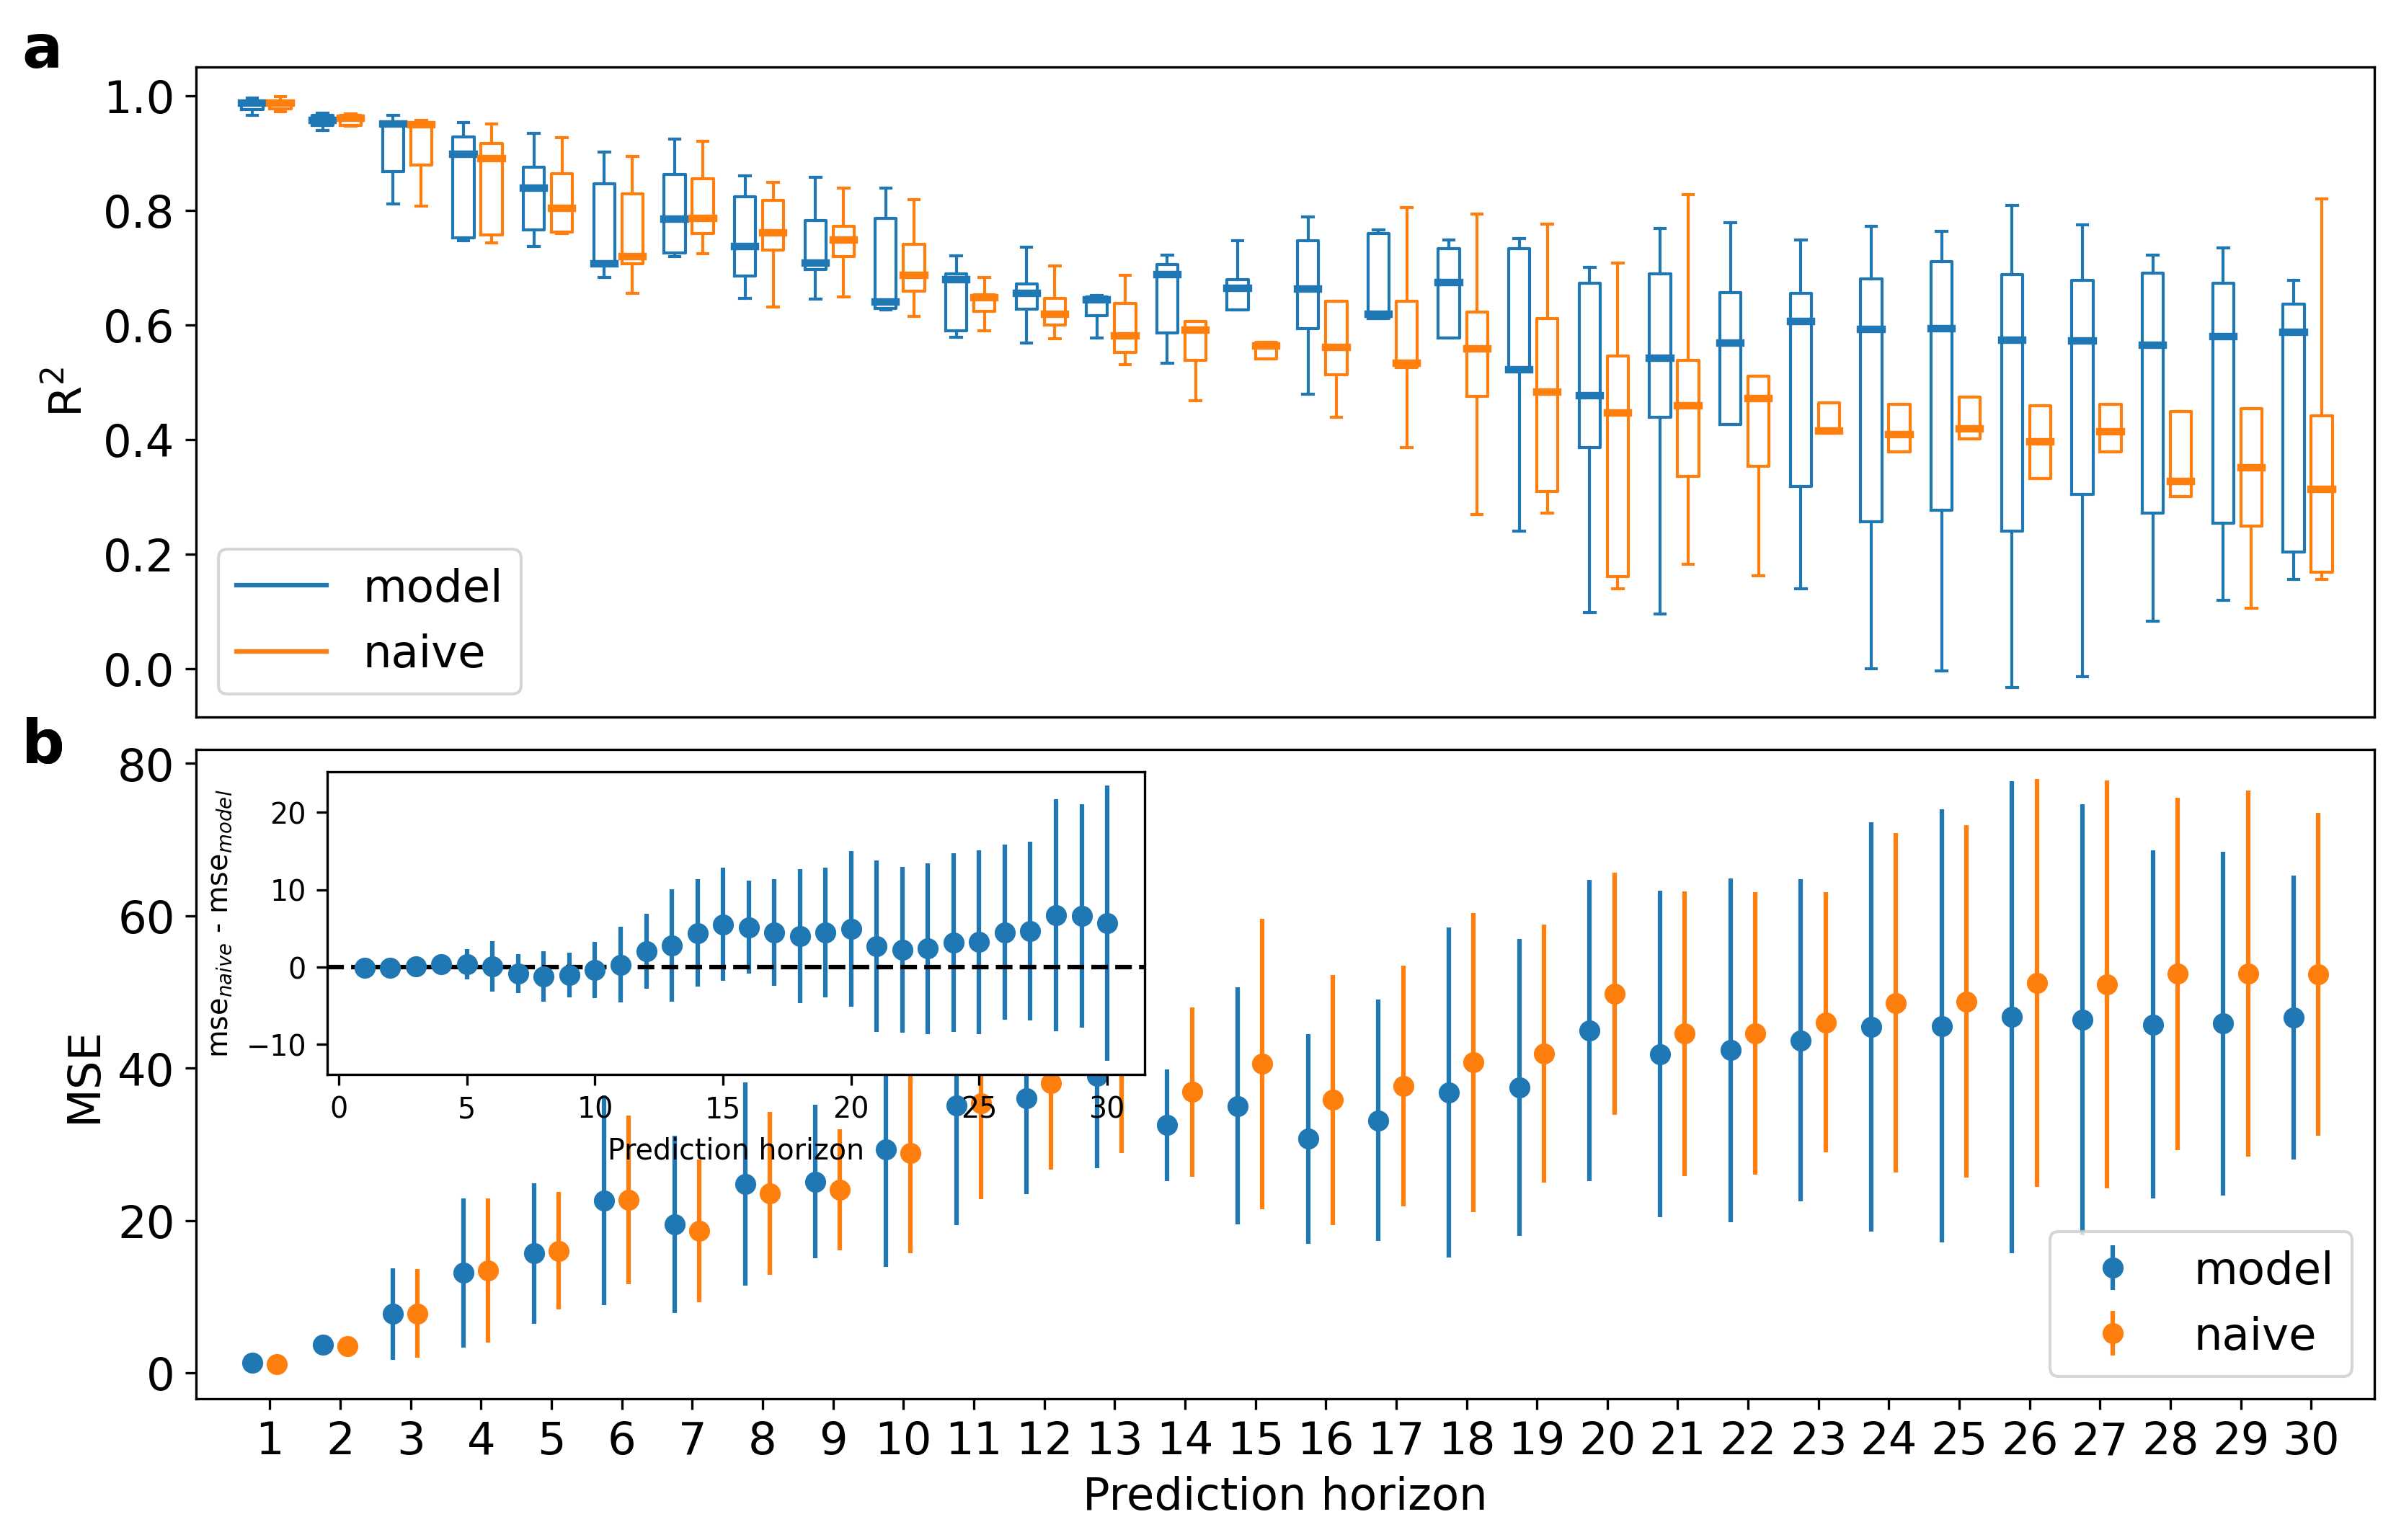 a
1.0
0.8
0.6
0.4
0.2
0.0
R²
model
naive
b
80
60
40
20
0
MSE
20
10
0
−10
mse_naive - mse_model
0 5 10 15 20 25 30
Prediction horizon
model
naive
1 2 3 4 5 6 7 8 9 10 11 12 13 14 15 16 17 18 19 20 21 22 23 24 25 26 27 28 29 30
Prediction horizon